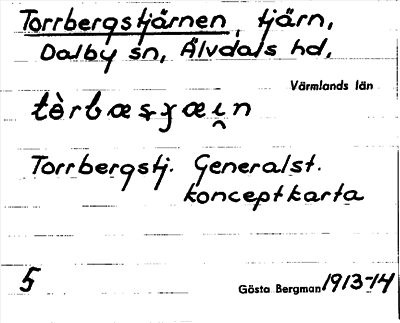 Torrbergstjärnen, tjärn,
Dalby sn, Älvdals hd,
Värmlands län
Torrbergstj. Generalst.
konceptkarta
5
Gösta Bergman 1913-14